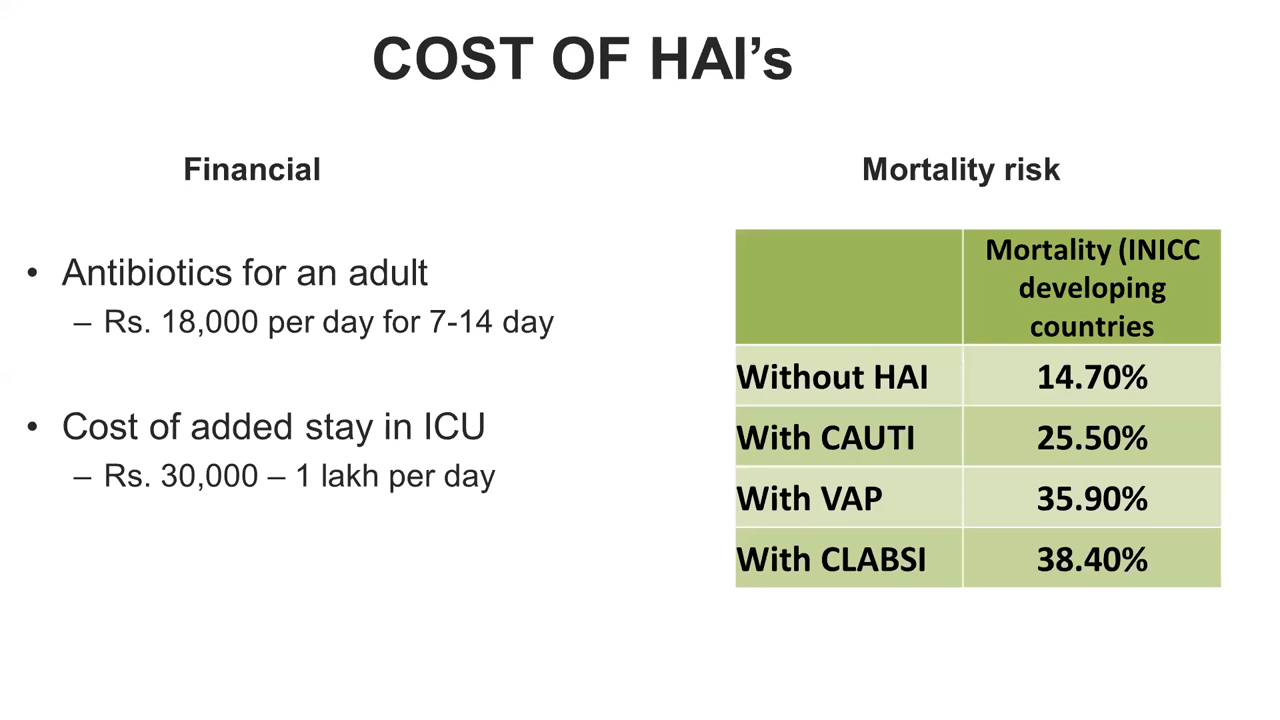 COST OF HAI’s
Financial
• Antibiotics for an adult
– Rs. 18,000 per day for 7-14 day
• Cost of added stay in ICU
– Rs. 30,000 – 1 lakh per day
Mortality risk
Mortality (INICC
developing
countries
Without HAI 14.70%
With CAUTI 25.50%
With VAP 35.90%
With CLABSI 38.40%